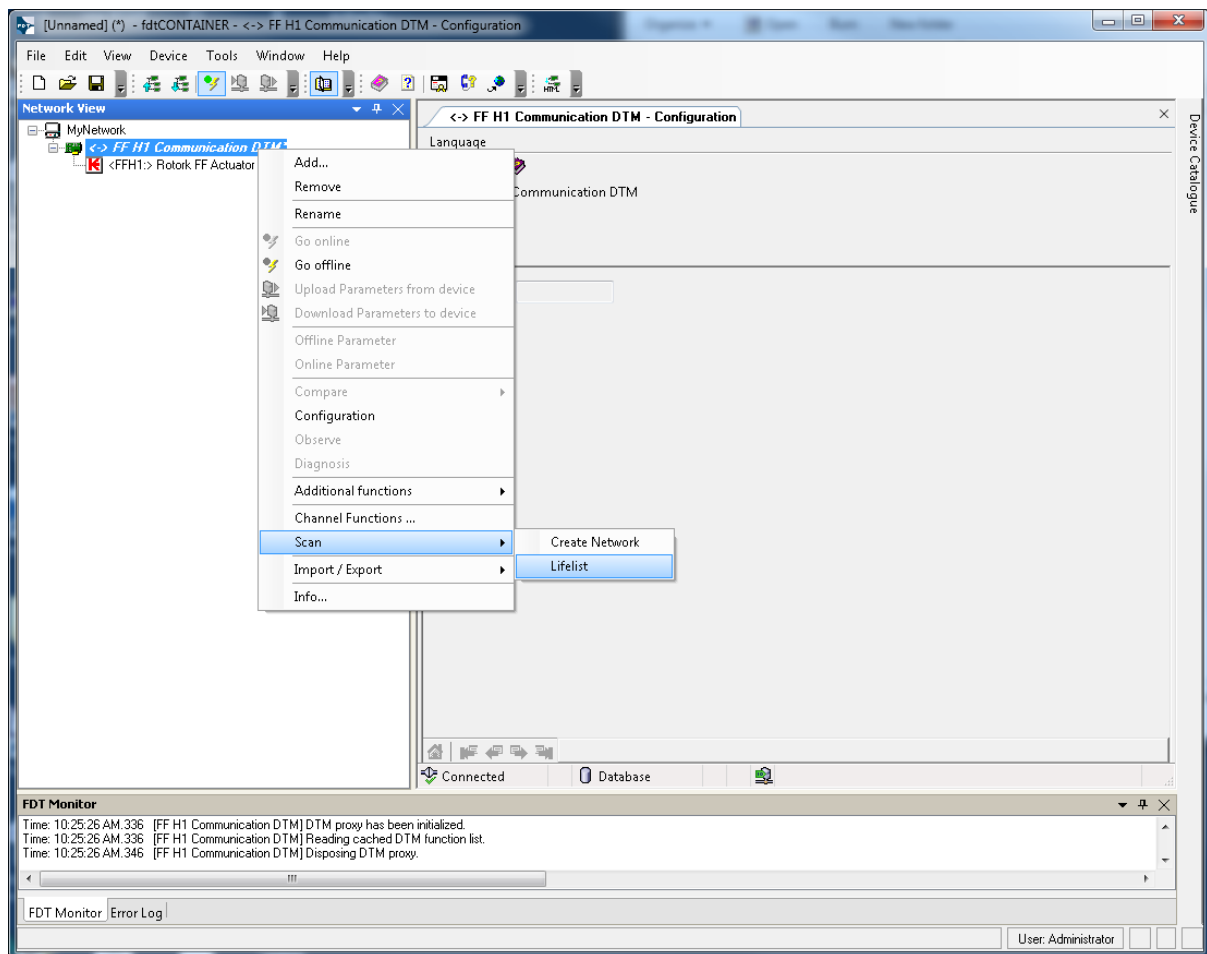 [Unnamed] (*) - fdtCONTAINER - <-> FF H1 Communication DTM - Configuration
File Edit View Device Tools Window Help
HTML
Network View
MyNetwork
<-> FF H1 Communication DTM*
<FFH1:> Rotork FF Actuator
Add...
Remove
Rename
Go online
Go offline
Upload Parameters from device
Download Parameters to device
Offline Parameter
Online Parameter
Compare
Configuration
Observe
Diagnosis
Additional functions
Channel Functions ...
Scan
Import / Export
Info...
Create Network
Lifelist
<-> FF H1 Communication DTM - Configuration
Language
Communication DTM
Device Catalogue
Connected Database
FDT Monitor
Time: 10:25:26 AM.336 [FF H1 Communication DTM] DTM proxy has been initialized.
Time: 10:25:26 AM.336 [FF H1 Communication DTM] Reading cached DTM function list.
Time: 10:25:26 AM.346 [FF H1 Communication DTM] Disposing DTM proxy.
FDT Monitor Error Log
User: Administrator